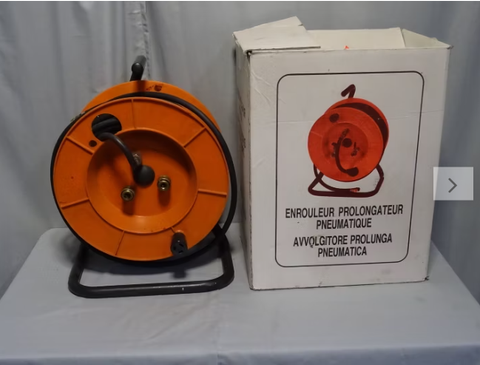 ENROULEUR PROLONGATEUR
PNEUMATIQUE
AVVOLGITORE PROLUNGA
PNEUMATICA